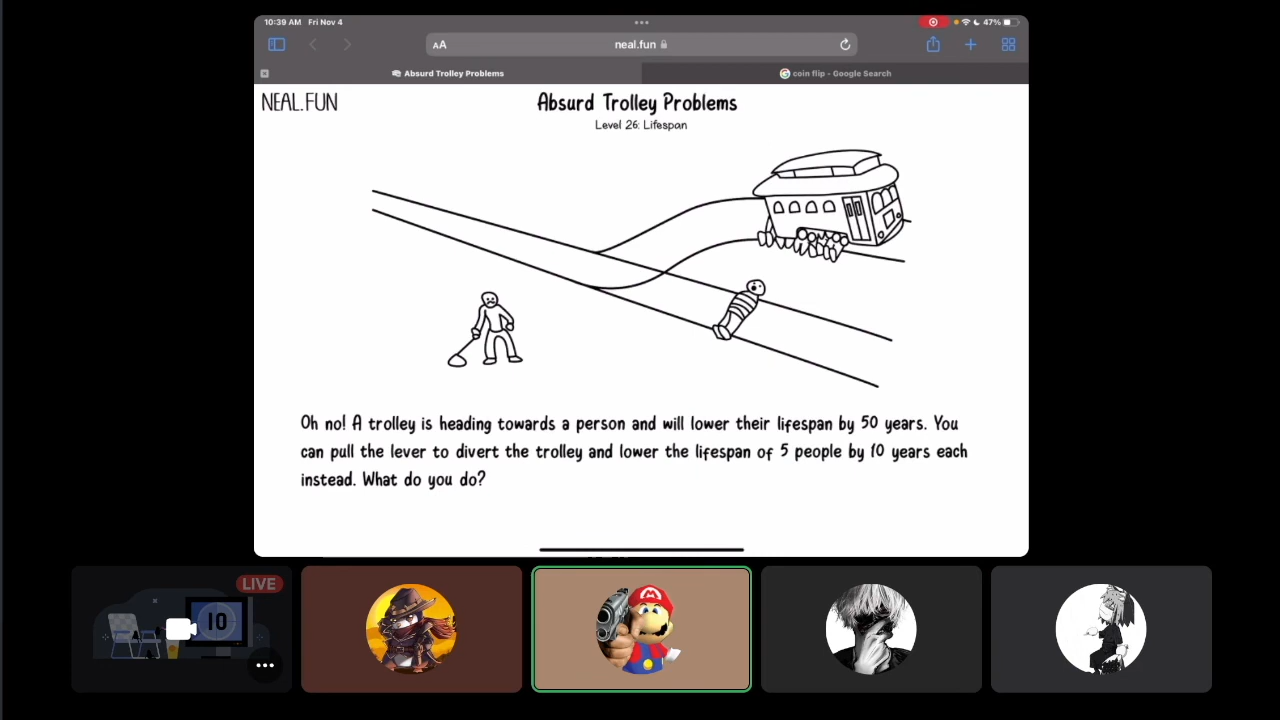 10:39 AM Fri Nov 4
47%
AA
neal.fun
Absurd Trolley Problems
coin flip - Google Search
NEAL.FUN
Absurd Trolley Problems
Level 26: Lifespan
Oh no! A trolley is heading towards a person and will lower their lifespan by 50 years. You
can pull the lever to divert the trolley and lower the lifespan of 5 people by 10 years each
instead. What do you do?
LIVE
10